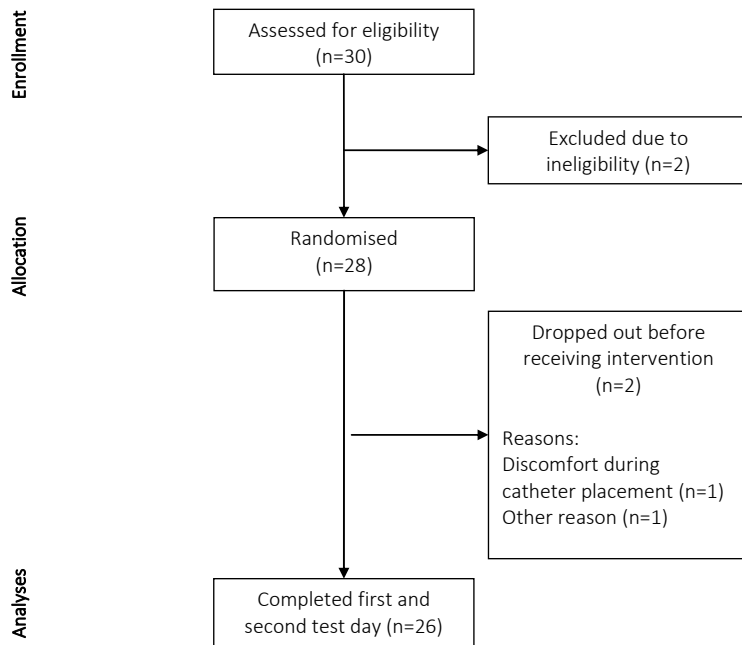 Enrollment
Assessed for eligibility
(n=30)
Excluded due to
ineligibility (n=2)
Allocation
Randomised
(n=28)
Dropped out before
receiving intervention
(n=2)
Reasons:
Discomfort during
catheter placement (n=1)
Other reason (n=1)
Analyses
Completed first and
second test day (n=26)